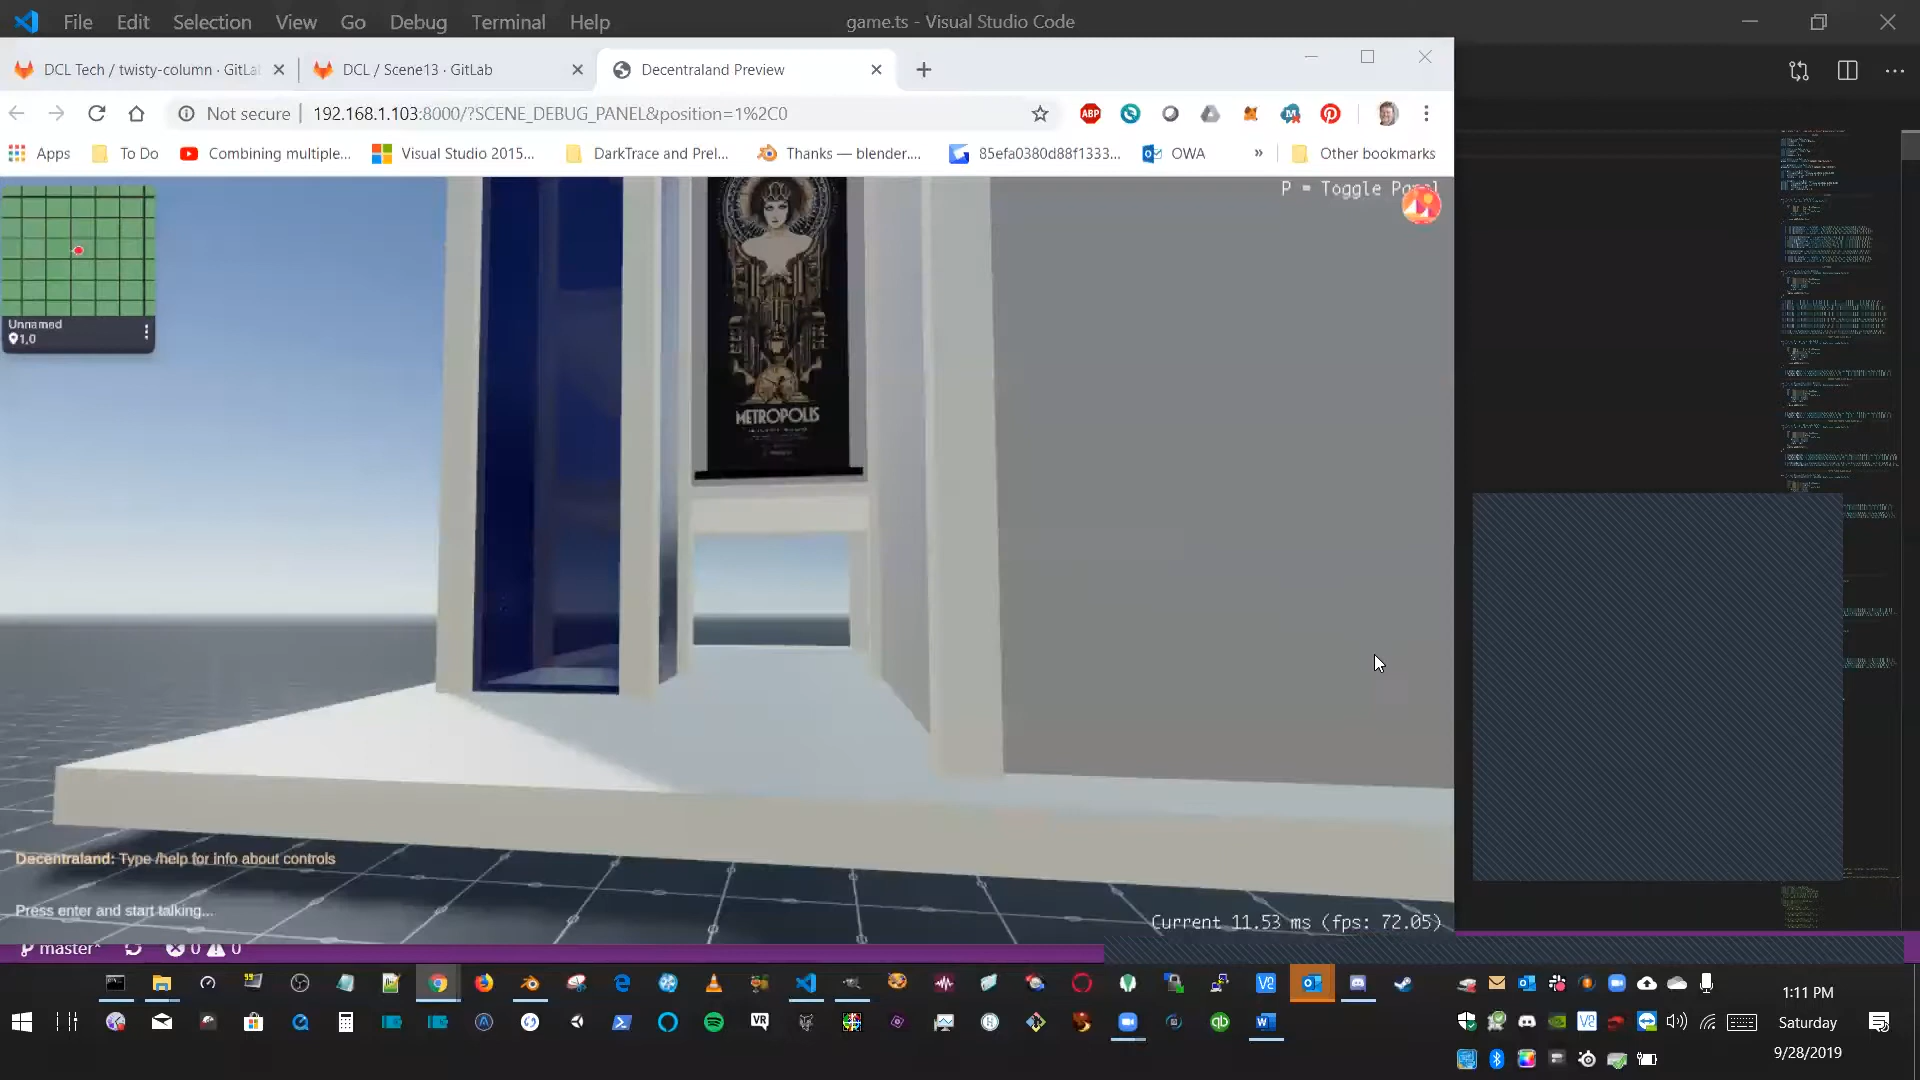 File Edit Selection View Go Debug Terminal Help
game.ts - Visual Studio Code
DCL Tech / twisty-column · GitLa
DCL / Scene13 · GitLab
Decentraland Preview
Not secure
192.168.1.103:8000/?SCENE_DEBUG_PANEL&position=1%2C0
ABP
Apps
To Do
Combining multiple...
Visual Studio 2015...
DarkTrace and Prel...
Thanks — blender....
85efa0380d88f1333...
OWA
»
Other bookmarks
P = Toggle Panel
Unnamed
1,0
METROPOLIS
Decentraland: Type /help for info about controls
Press enter and start talking...
Current 11.53 ms (fps: 72.05)
master*
0
0
VR
qb
1:11 PM
Saturday
9/28/2019